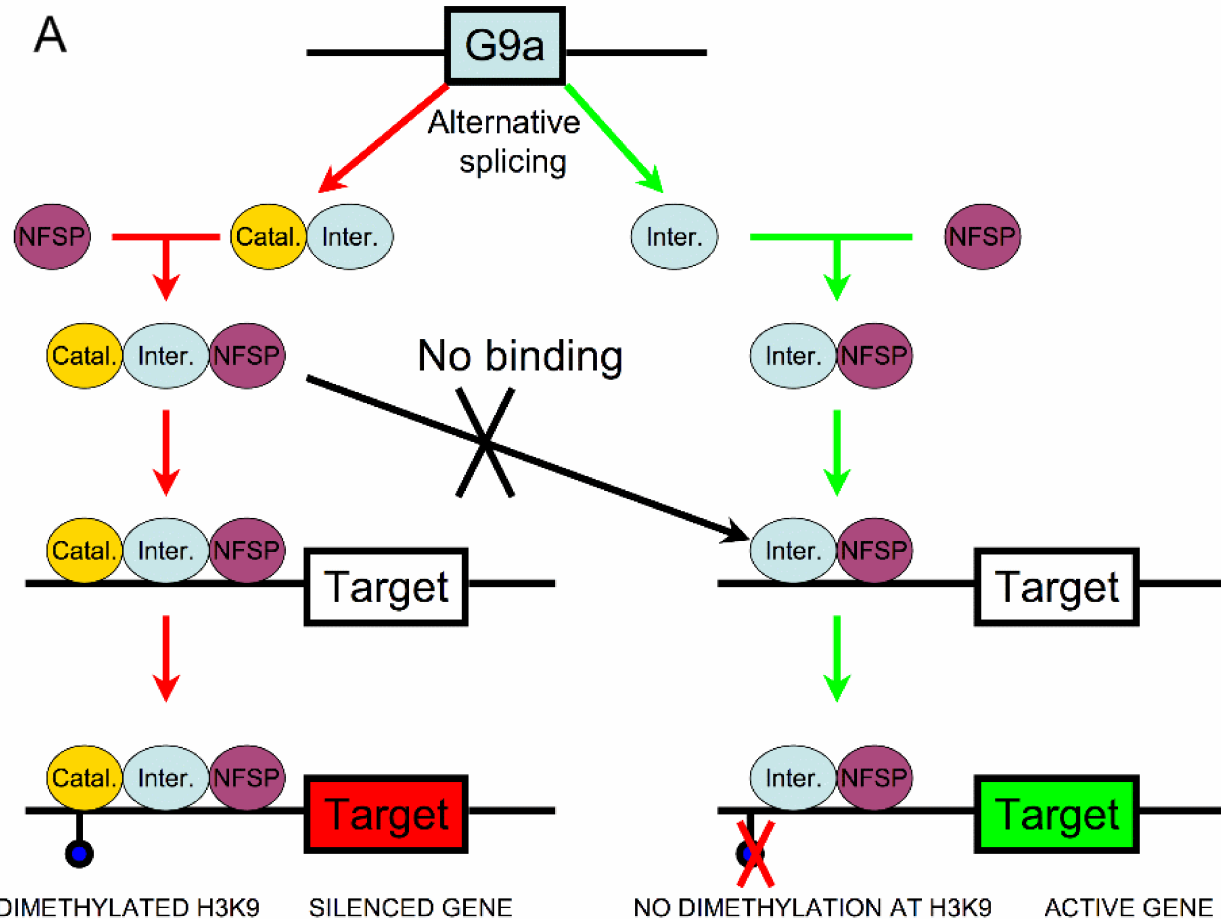 A
G9a
Alternative
splicing
NFSP
Catal.
Inter.
Inter.
NFSP
Catal.
Inter.
NFSP
No binding
Inter.
NFSP
Catal.
Inter.
NFSP
Target
Inter.
NFSP
Target
Catal.
Inter.
NFSP
Target
Inter.
NFSP
Target
DIMETHYLATED H3K9
SILENCED GENE
NO DIMETHYLATION AT H3K9
ACTIVE GENE